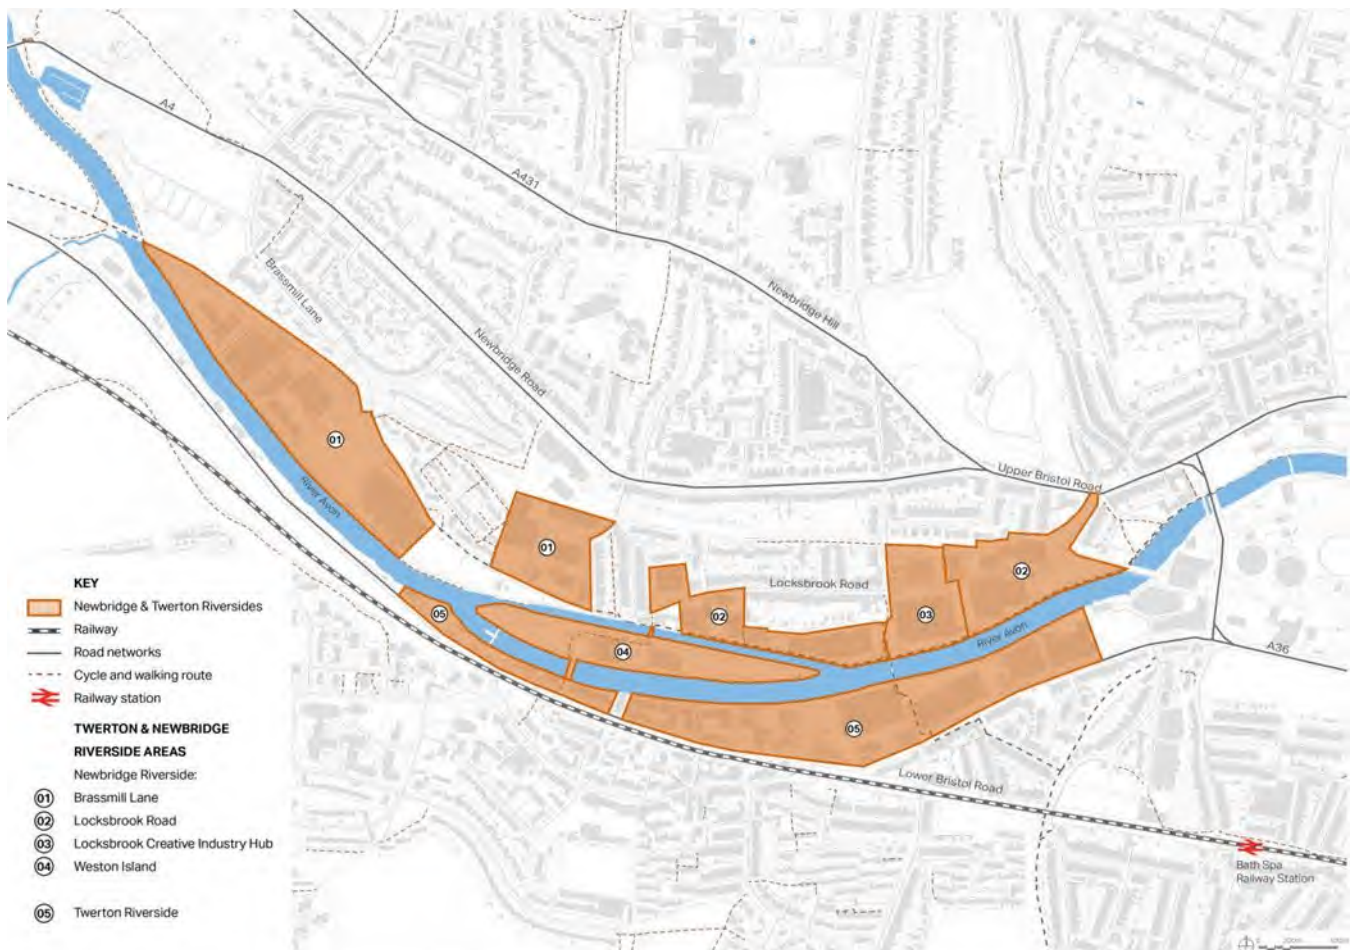 A4
A431
Brassmill Lane
Newbridge Road
Newbridge Hill
Upper Bristol Road
01
River Avon
01
Locksbrook Road
02
02
03
River Avon
05
04
05
A36
Lower Bristol Road
Bath Spa
Railway Station
KEY
Newbridge & Twerton Riversides
Railway
Road networks
Cycle and walking route
Railway station
TWERTON & NEWBRIDGE
RIVERSIDE AREAS
Newbridge Riverside:
01 Brassmill Lane
02 Locksbrook Road
03 Locksbrook Creative Industry Hub
04 Weston Island
05 Twerton Riverside